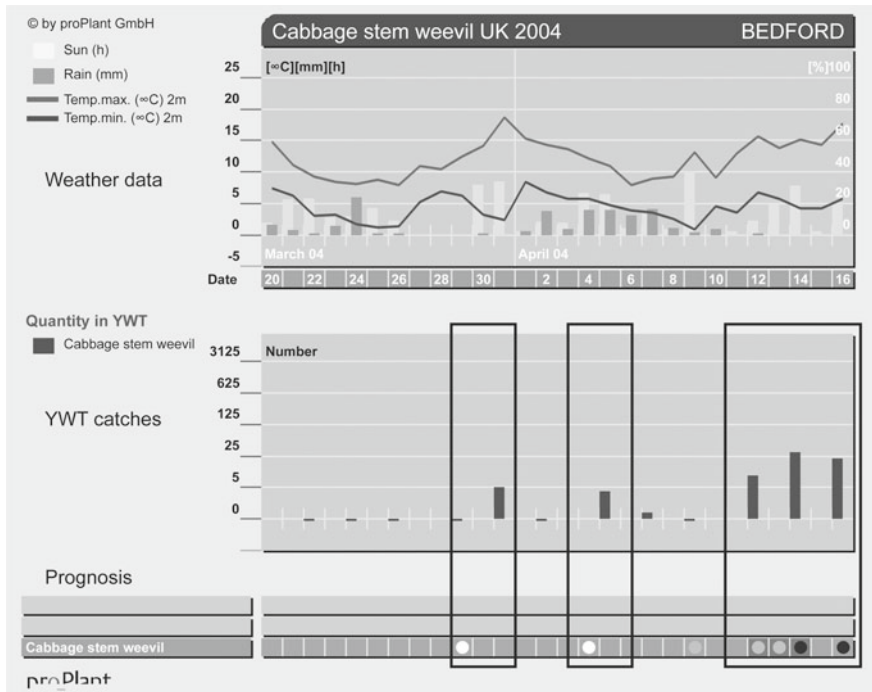 © by proPlant GmbH
Cabbage stem weevil UK 2004 BEDFORD
Sun (h)
Rain (mm)
Temp.max. (∞C) 2m
Temp.min. (∞C) 2m
Weather data
[∞C][mm][h] [%]100
25
20 80
15 60
10 40
5 20
0 0
-5
March 04 April 04
Date 20 22 24 26 28 30 2 4 6 8 10 12 14 16
Quantity in YWT
Cabbage stem weevil
YWT catches
Number
3125
625
125
25
5
0
Prognosis
Cabbage stem weevil
proPlant